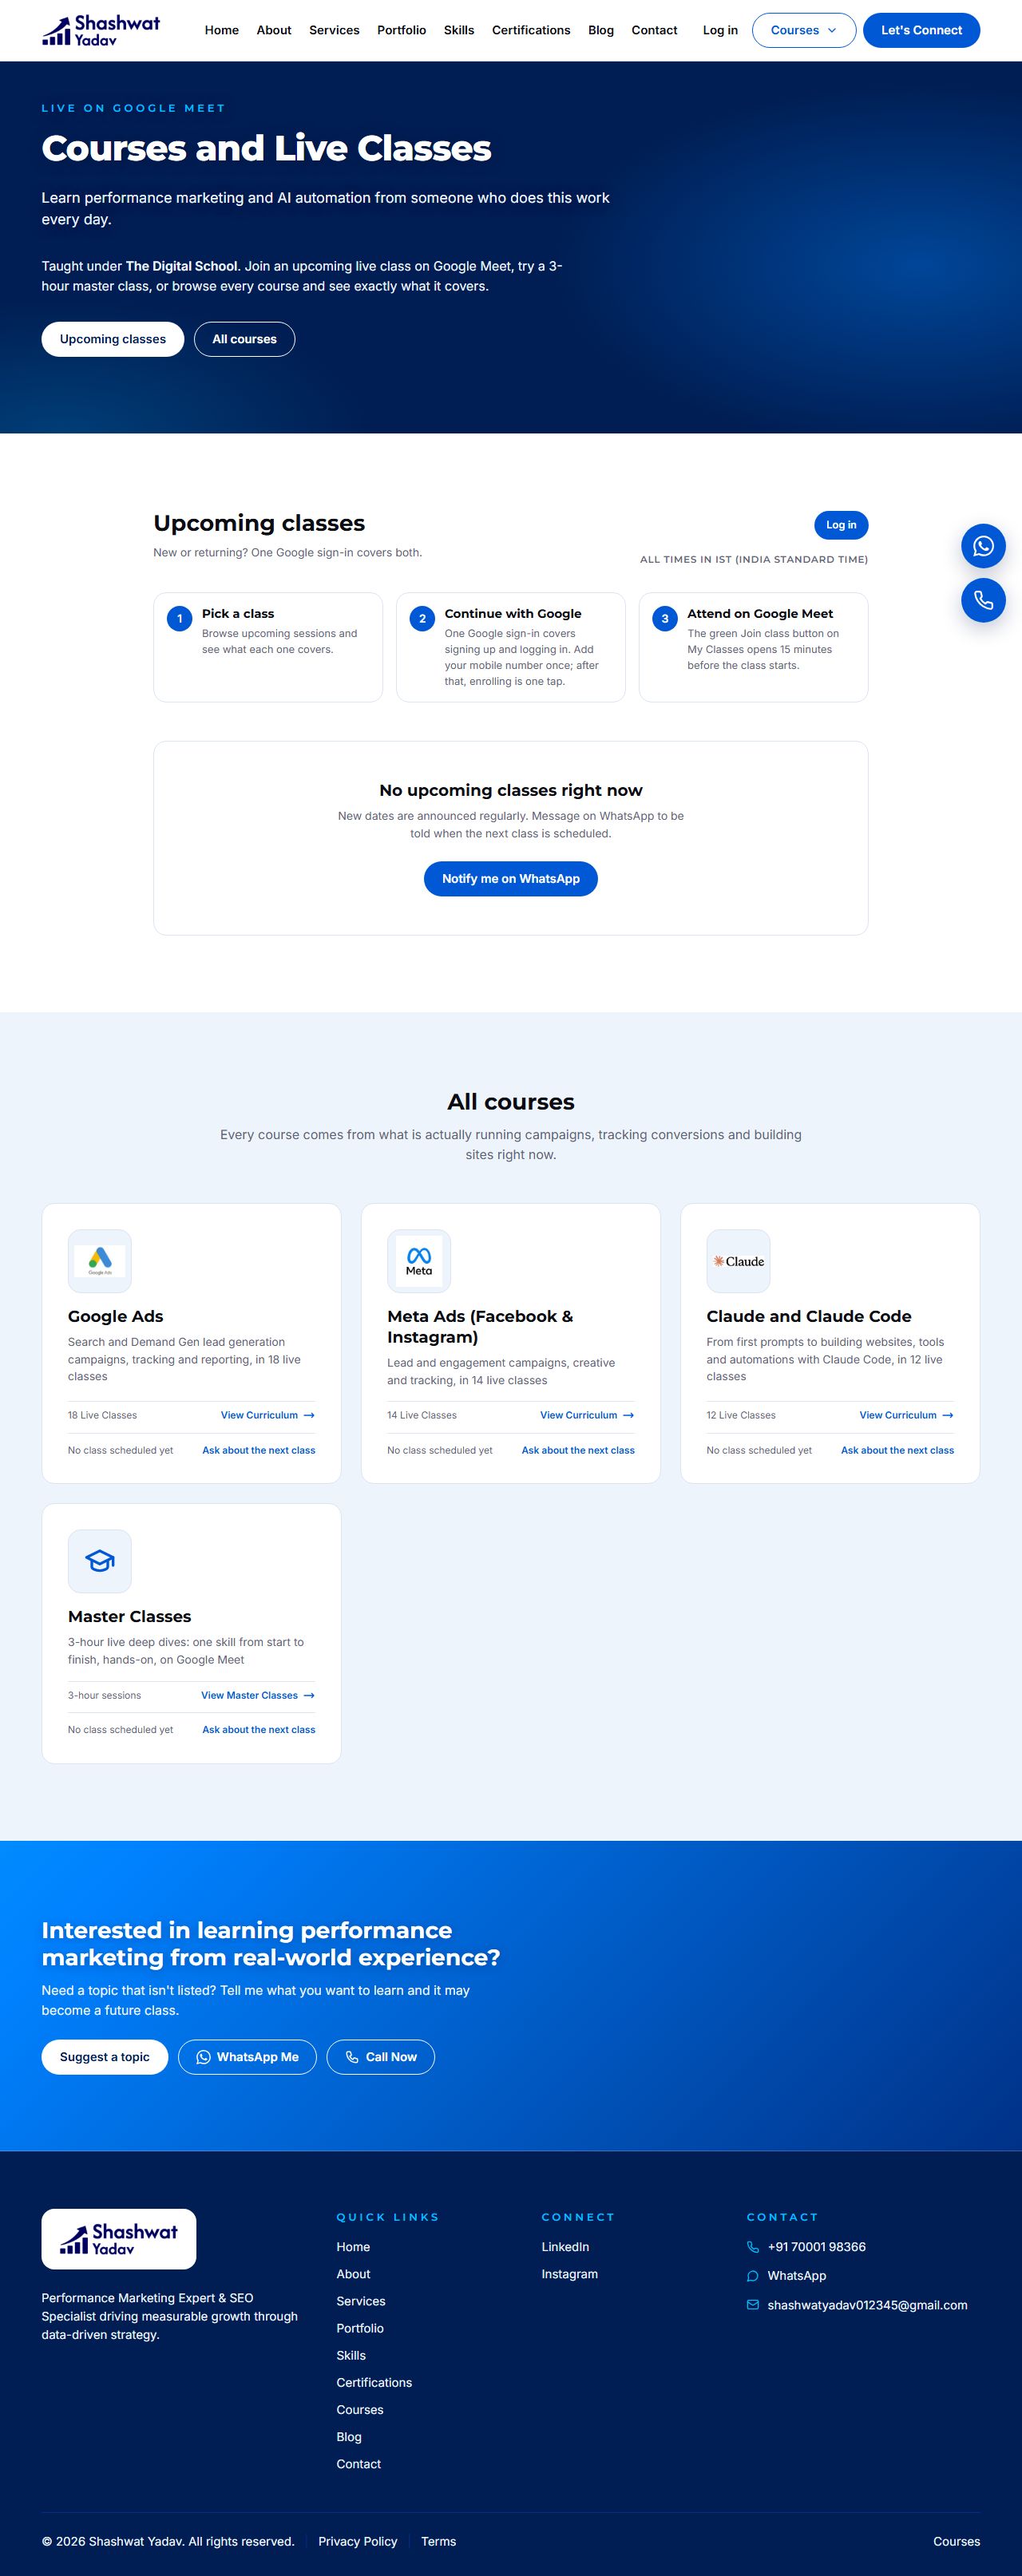 Shashwat
Yadav
Home About Services Portfolio Skills Certifications Blog Contact Log in Courses Let's Connect
LIVE ON GOOGLE MEET
Courses and Live Classes
Learn performance marketing and AI automation from someone who does this work
every day.
Taught under The Digital School. Join an upcoming live class on Google Meet, try a 3-
hour master class, or browse every course and see exactly what it covers.
Upcoming classes All courses
Upcoming classes
New or returning? One Google sign-in covers both.
Log in
ALL TIMES IN IST (INDIA STANDARD TIME)
1 Pick a class
Browse upcoming sessions and
see what each one covers.
2 Continue with Google
One Google sign-in covers
signing up and logging in. Add
your mobile number once; after
that, enrolling is one tap.
3 Attend on Google Meet
The green Join class button on
My Classes opens 15 minutes
before the class starts.
No upcoming classes right now
New dates are announced regularly. Message on WhatsApp to be
told when the next class is scheduled.
Notify me on WhatsApp
All courses
Every course comes from what is actually running campaigns, tracking conversions and building
sites right now.
Google Ads
Google Ads
Search and Demand Gen lead generation
campaigns, tracking and reporting, in 18 live
classes
18 Live Classes View Curriculum →
No class scheduled yet Ask about the next class
Meta
Meta Ads (Facebook &
Instagram)
Lead and engagement campaigns, creative
and tracking, in 14 live classes
14 Live Classes View Curriculum →
No class scheduled yet Ask about the next class
Claude
Claude and Claude Code
From first prompts to building websites, tools
and automations with Claude Code, in 12 live
classes
12 Live Classes View Curriculum →
No class scheduled yet Ask about the next class
Master Classes
3-hour live deep dives: one skill from start to
finish, hands-on, on Google Meet
3-hour sessions View Master Classes →
No class scheduled yet Ask about the next class
Interested in learning performance
marketing from real-world experience?
Need a topic that isn't listed? Tell me what you want to learn and it may
become a future class.
Suggest a topic WhatsApp Me Call Now
Shashwat
Yadav
Performance Marketing Expert & SEO
Specialist driving measurable growth through
data-driven strategy.
QUICK LINKS
Home
About
Services
Portfolio
Skills
Certifications
Courses
Blog
Contact
CONNECT
LinkedIn
Instagram
CONTACT
+91 70001 98366
WhatsApp
shashwatyadav012345@gmail.com
© 2026 Shashwat Yadav. All rights reserved. Privacy Policy Terms Courses